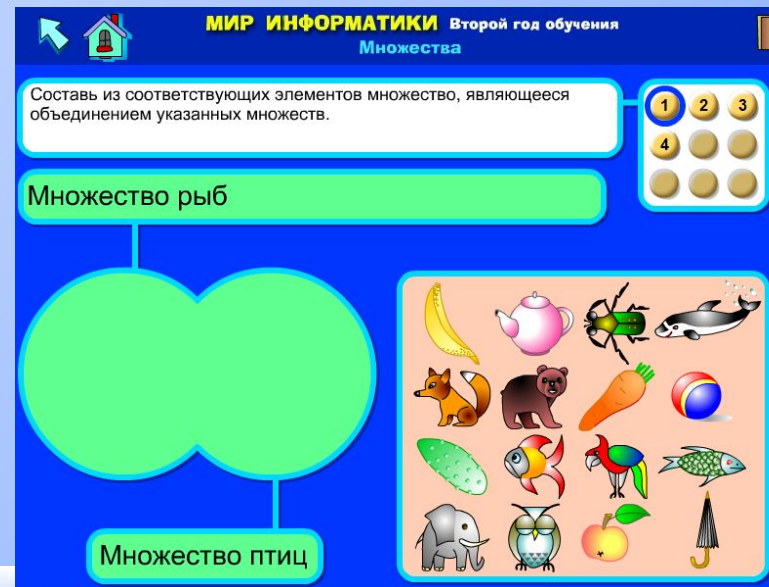 МИР ИНФОРМАТИКИ Второй год обучения
Множества
Составь из соответствующих элементов множество, являющееся
объединением указанных множеств.
1 2 3
4
Множество рыб
Множество птиц